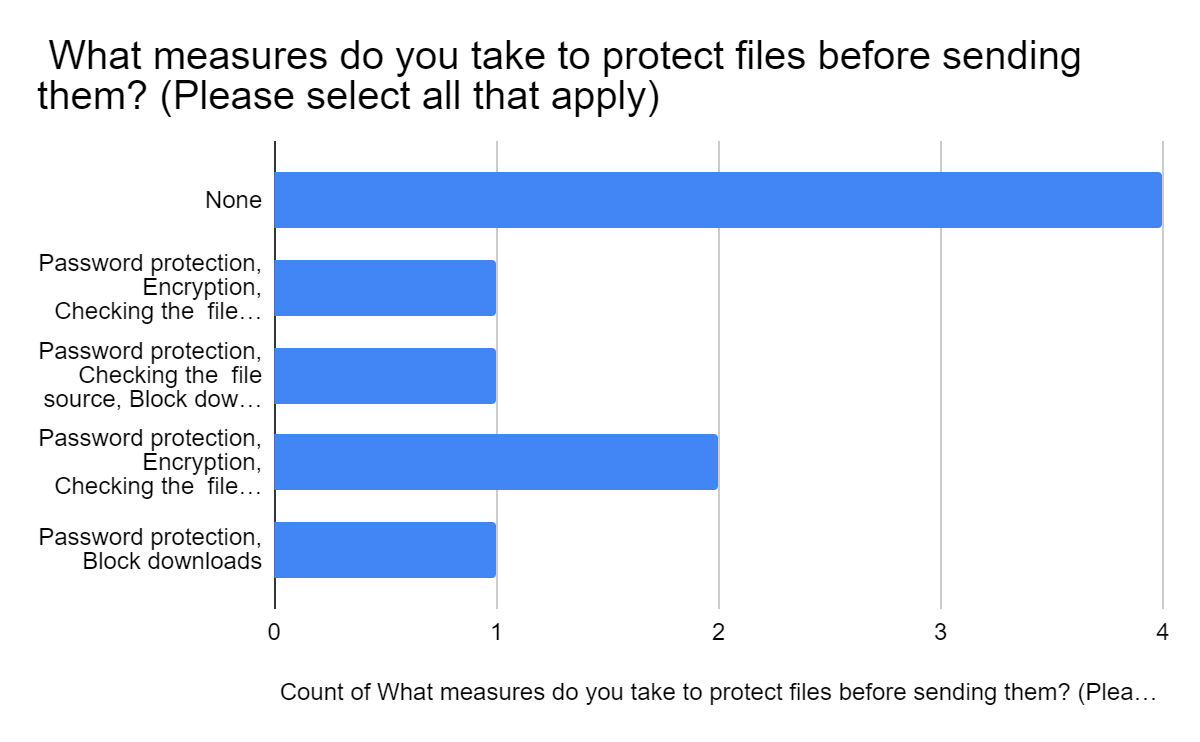 What measures do you take to protect files before sending
them? (Please select all that apply)
None
Password protection,
Encryption,
Checking the  file…
Password protection,
Checking the  file
source, Block dow…
Password protection,
Encryption,
Checking the  file…
Password protection,
Block downloads
0 1 2 3 4
Count of What measures do you take to protect files before sending them? (Plea…